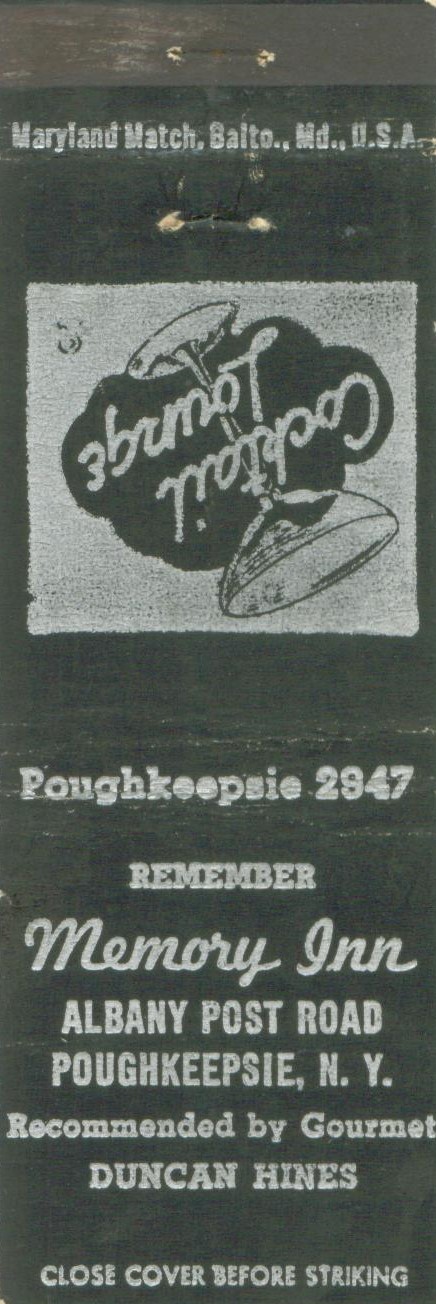 Maryland Match, Balto., Md., U.S.A.
Cocktail
Lounge
Poughkeepsie 2947
REMEMBER
Memory Inn
ALBANY POST ROAD
POUGHKEEPSIE, N. Y.
Recommended by Gourmet
DUNCAN HINES
CLOSE COVER BEFORE STRIKING